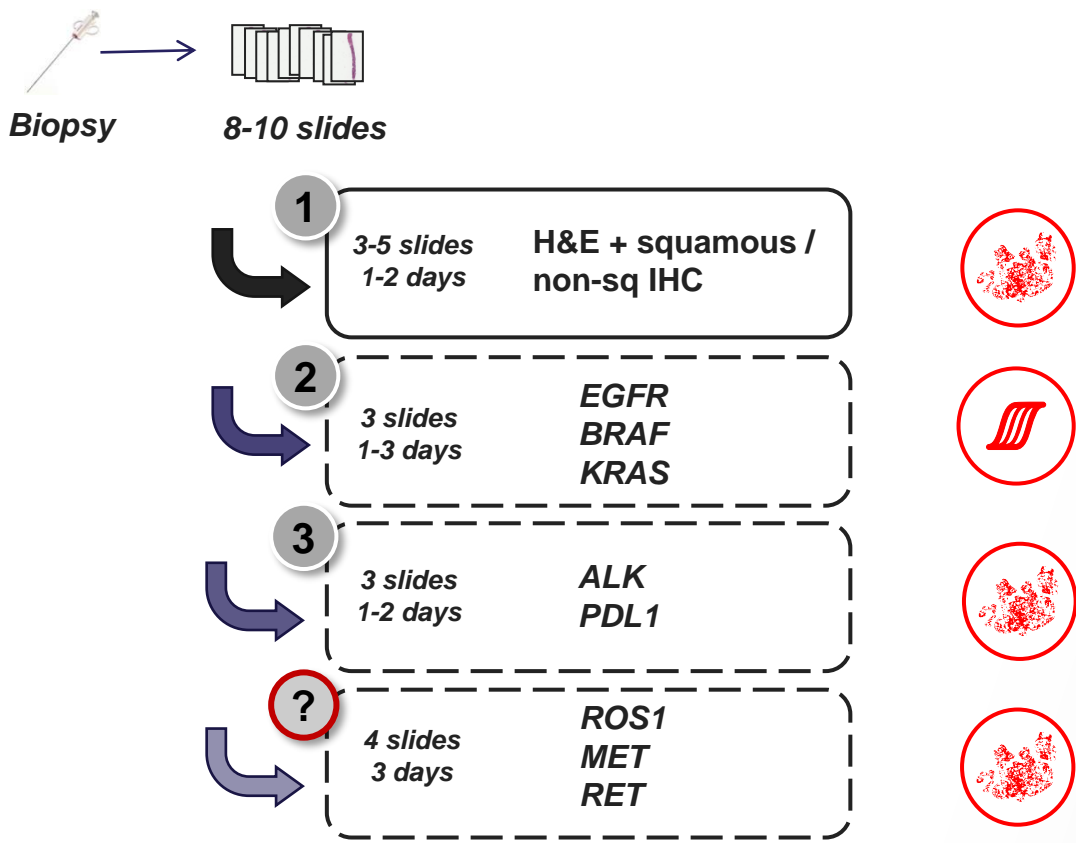 Biopsy
8-10 slides
1
3-5 slides
1-2 days
H&E + squamous /
non-sq IHC
2
3 slides
1-3 days
EGFR
BRAF
KRAS
3
3 slides
1-2 days
ALK
PDL1
?
4 slides
3 days
ROS1
MET
RET